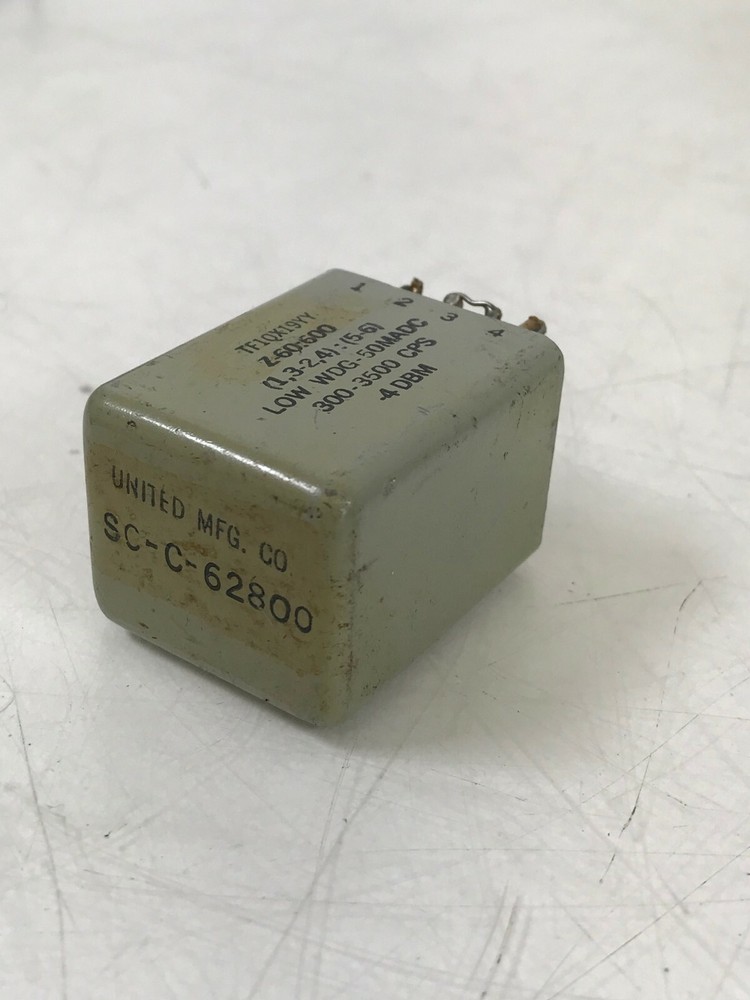 1
2
3
4
TF10X19YY
Z-60:600
(1,3-2,4):(5-6)
LOW WDG-50MADC
300-3500 CPS
-4 DBM
UNITED MFG. CO
SC-C-62800